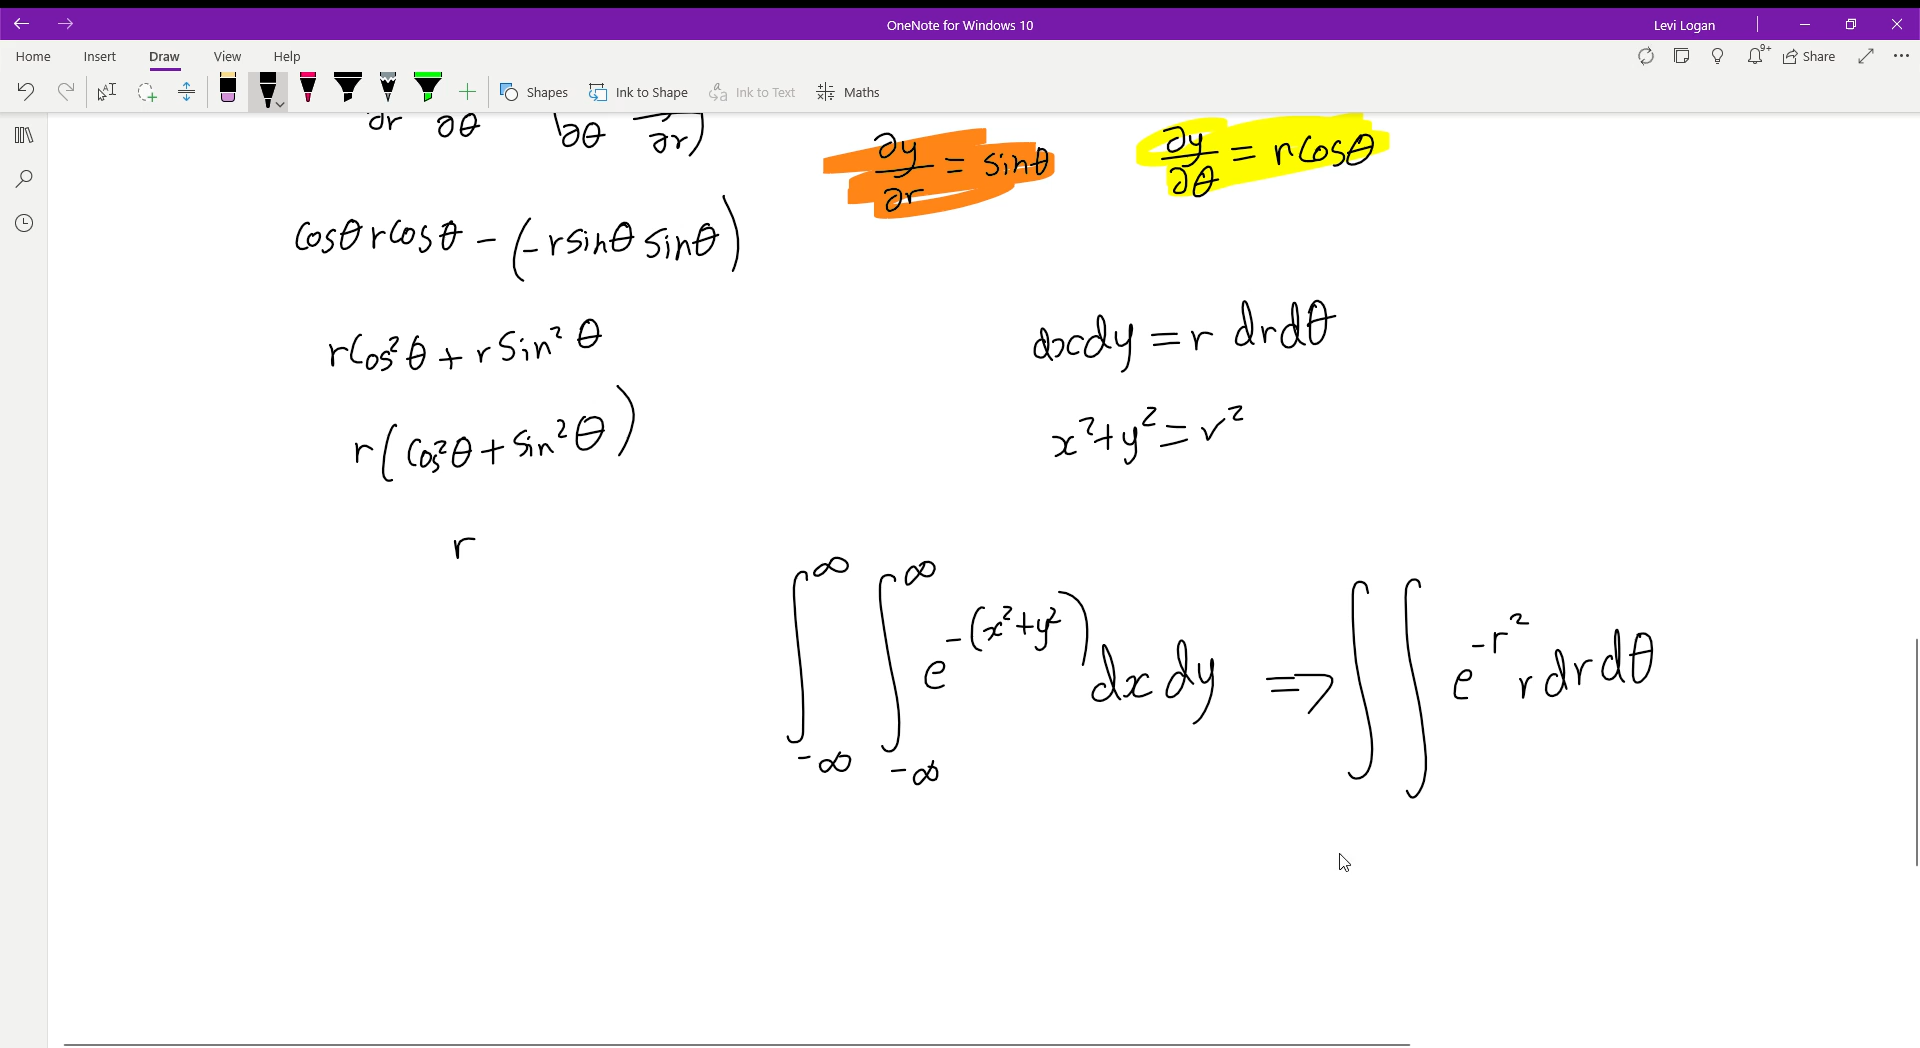 OneNote for Windows 10
Levi Logan
Home Insert Draw View Help
9+ Share
Shapes Ink to Shape Ink to Text Maths
∂r ∂θ (∂θ ∂r)
∂y/∂r = sinθ
∂y/∂θ = rcosθ
cosθ rcosθ - (-rsinθ sinθ)
rcos²θ + rsin²θ
r(cos²θ + sin²θ)
r
dxdy = r drdθ
x² + y² = r²
∫_{-∞}^{∞} ∫_{-∞}^{∞} e^{-(x²+y²)} dx dy ⇒ ∫∫ e^{-r²} r dr dθ